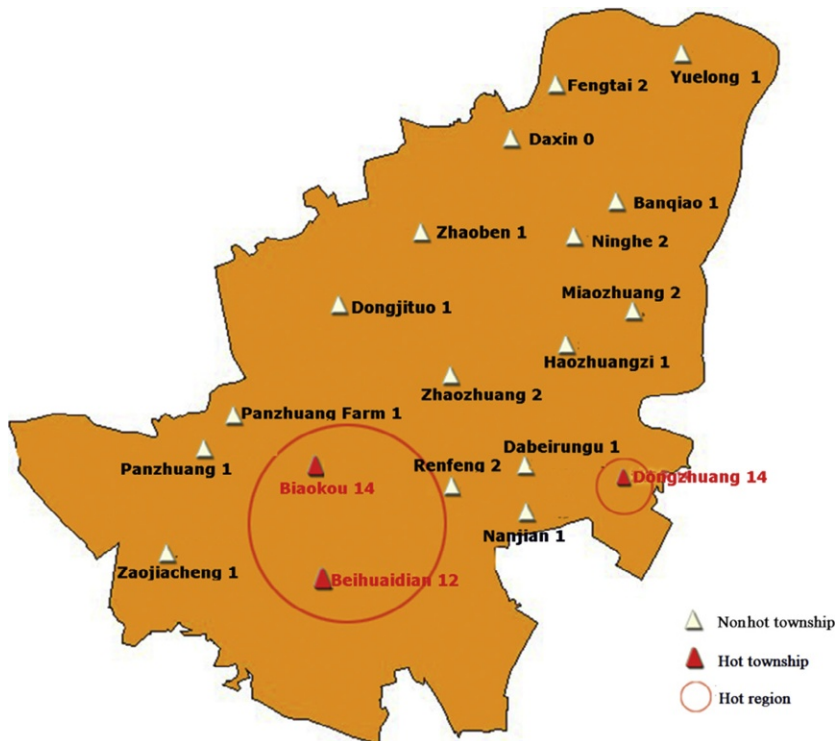 Yuelong 1
Fengtai 2
Daxin 0
Banqiao 1
Zhaoben 1
Ninghe 2
Miaozhuang 2
Dongjituo 1
Haozhuangzi 1
Zhaozhuang 2
Panzhuang Farm 1
Dabeirungu 1
Panzhuang 1
Renfeng 2
Dongzhuang 14
Biaokou 14
Nanjian 1
Zaojiacheng 1
Beihuaidian 12
Nonhot township
Hot township
Hot region